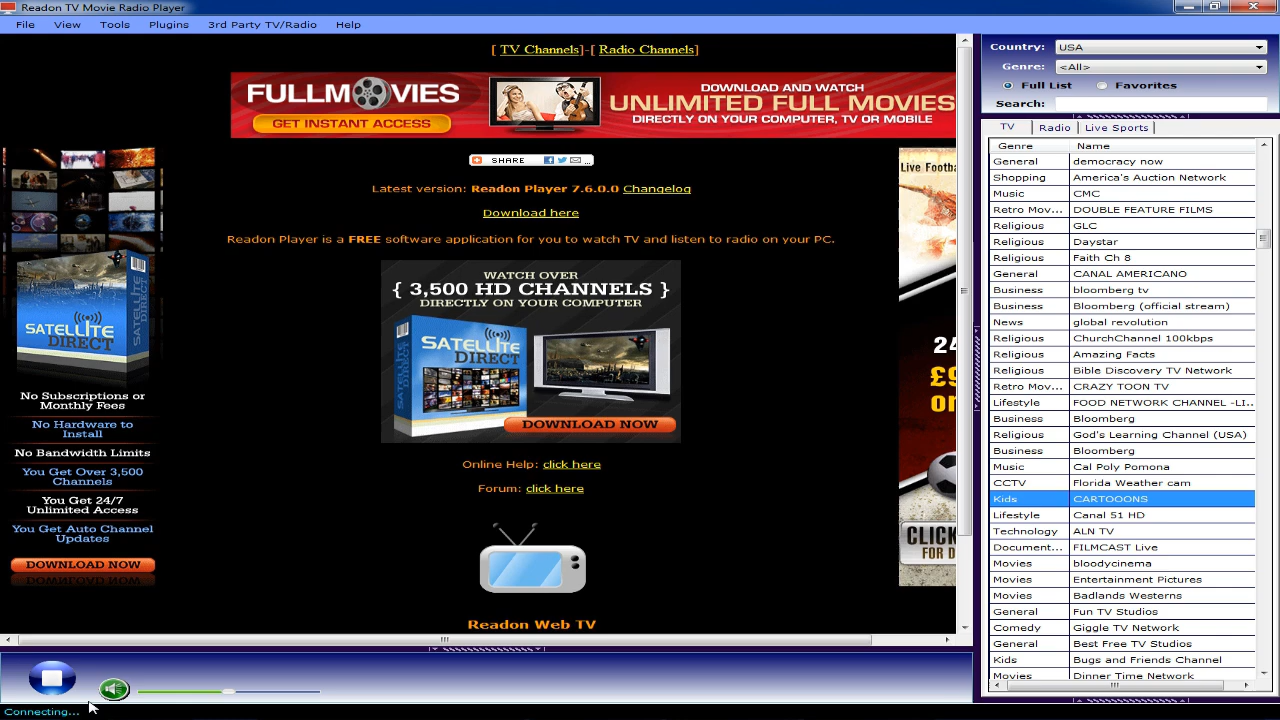 Readon TV Movie Radio Player
File View Tools Plugins 3rd Party TV/Radio Help
[ TV Channels]-[ Radio Channels]
FULLMOVIES
GET INSTANT ACCESS
DOWNLOAD AND WATCH
UNLIMITED FULL MOVIES
DIRECTLY ON YOUR COMPUTER, TV OR MOBILE
SHARE ...
Latest version: Readon Player 7.6.0.0 Changelog
Download here
Readon Player is a FREE software application for you to watch TV and listen to radio on your PC.
WATCH OVER
{ 3,500 HD CHANNELS }
DIRECTLY ON YOUR COMPUTER
SATELLITE
DIRECT
DOWNLOAD NOW
Online Help: click here
Forum: click here
Readon Web TV
SATELLITE
DIRECT
No Subscriptions or
Monthly Fees
No Hardware to
Install
No Bandwidth Limits
You Get Over 3,500
Channels
You Get 24/7
Unlimited Access
You Get Auto Channel
Updates
DOWNLOAD NOW
Live Footba
24
£9
on
CLICK
FOR D
Connecting...
Country: USA
Genre: <All>
Full List Favorites
Search:
TV Radio Live Sports
Genre Name
General democracy now
Shopping America's Auction Network
Music CMC
Retro Mov... DOUBLE FEATURE FILMS
Religious GLC
Religious Daystar
Religious Faith Ch 8
General CANAL AMERICANO
Business bloomberg tv
Business Bloomberg (official stream)
News global revolution
Religious ChurchChannel 100kbps
Religious Amazing Facts
Religious Bible Discovery TV Network
Retro Mov... CRAZY TOON TV
Lifestyle FOOD NETWORK CHANNEL -LI...
Business Bloomberg
Religious God's Learning Channel (USA)
Business Bloomberg
Music Cal Poly Pomona
CCTV Florida Weather cam
Kids CARTOOONS
Lifestyle Canal 51 HD
Technology ALN TV
Document... FILMCAST Live
Movies bloodycinema
Movies Entertainment Pictures
Movies Badlands Westerns
General Fun TV Studios
Comedy Giggle TV Network
General Best Free TV Studios
Kids Bugs and Friends Channel
Movies Dinner Time Network